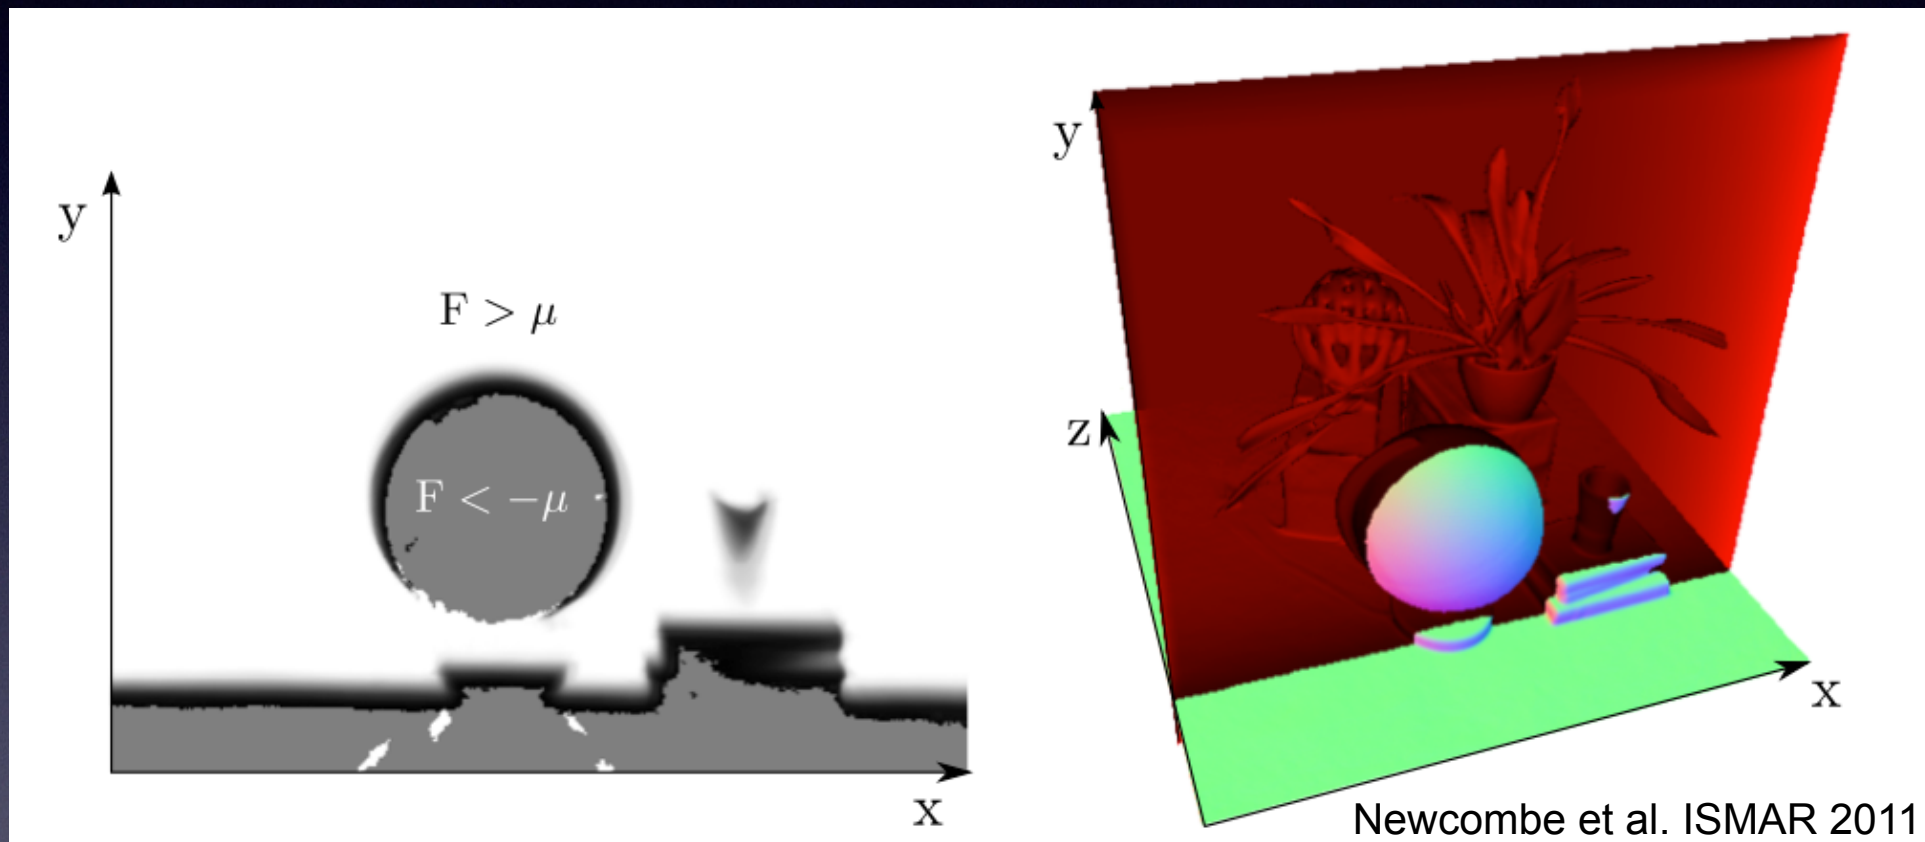 y
F > μ
F < −μ
x
y
z
x
Newcombe et al. ISMAR 2011